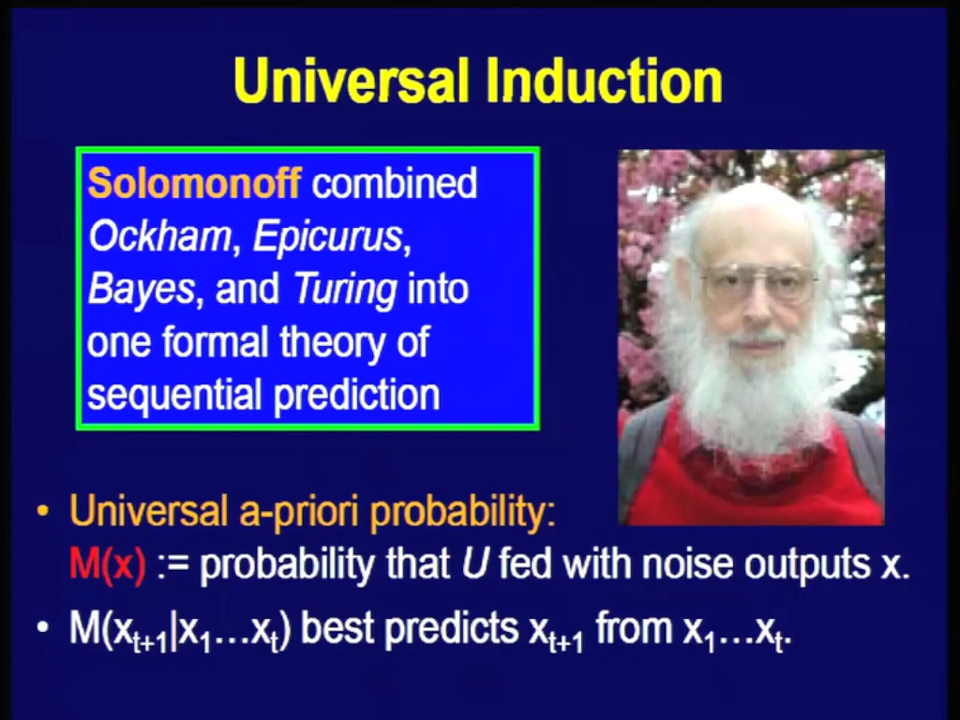 Universal Induction
Solomonoff combined
Ockham, Epicurus,
Bayes, and Turing into
one formal theory of
sequential prediction
• Universal a-priori probability:
M(x) := probability that U fed with noise outputs x.
• M(xₜ₊₁|x₁…xₜ) best predicts xₜ₊₁ from x₁…xₜ.